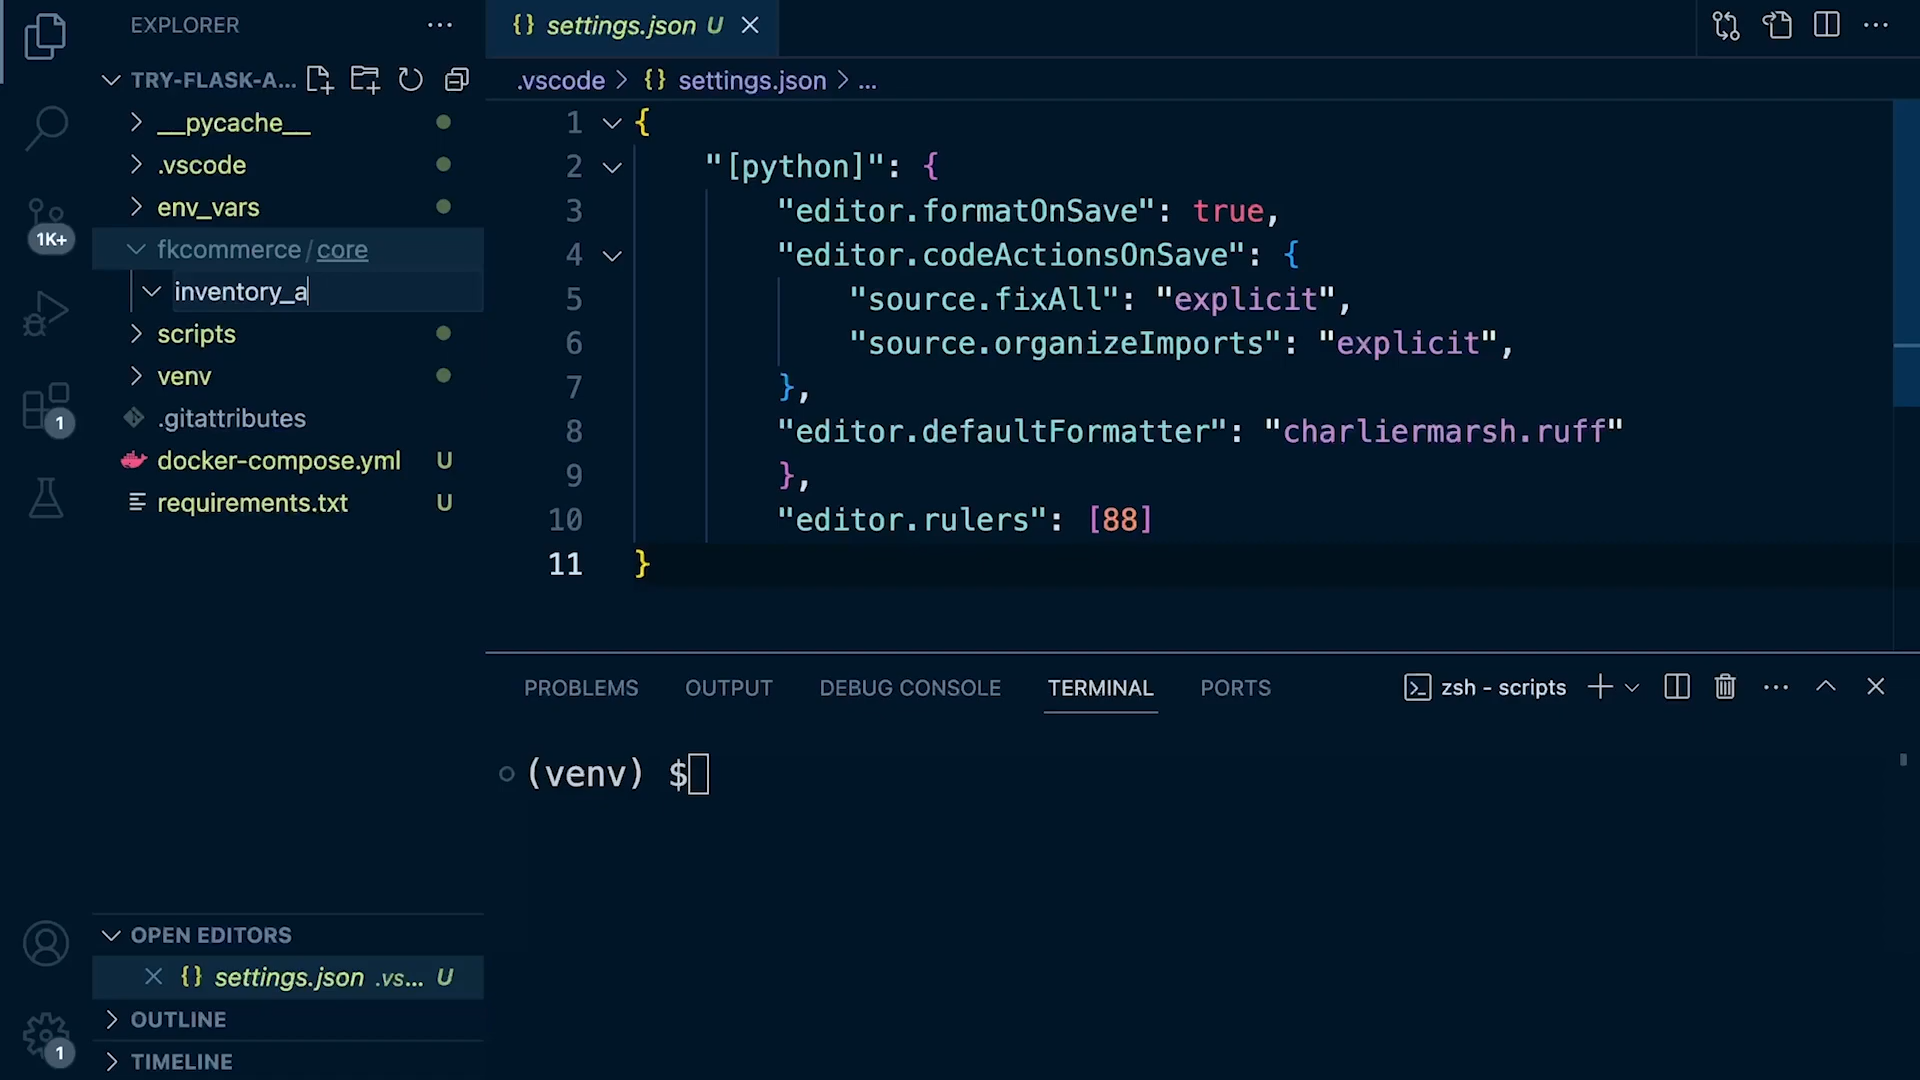 EXPLORER
TRY-FLASK-A...
__pycache__
.vscode
env_vars
fkcommerce/core
inventory_a
scripts
venv
.gitattributes
docker-compose.yml U
requirements.txt U
1K+
1
OPEN EDITORS
{} settings.json .vs... U
OUTLINE
TIMELINE
1
{} settings.json U
.vscode > {} settings.json > ...
1 {
2 "[python]": {
3 "editor.formatOnSave": true,
4 "editor.codeActionsOnSave": {
5 "source.fixAll": "explicit",
6 "source.organizeImports": "explicit",
7 },
8 "editor.defaultFormatter": "charliermarsh.ruff"
9 },
10 "editor.rulers": [88]
11 }
PROBLEMS OUTPUT DEBUG CONSOLE TERMINAL PORTS zsh - scripts
(venv) $